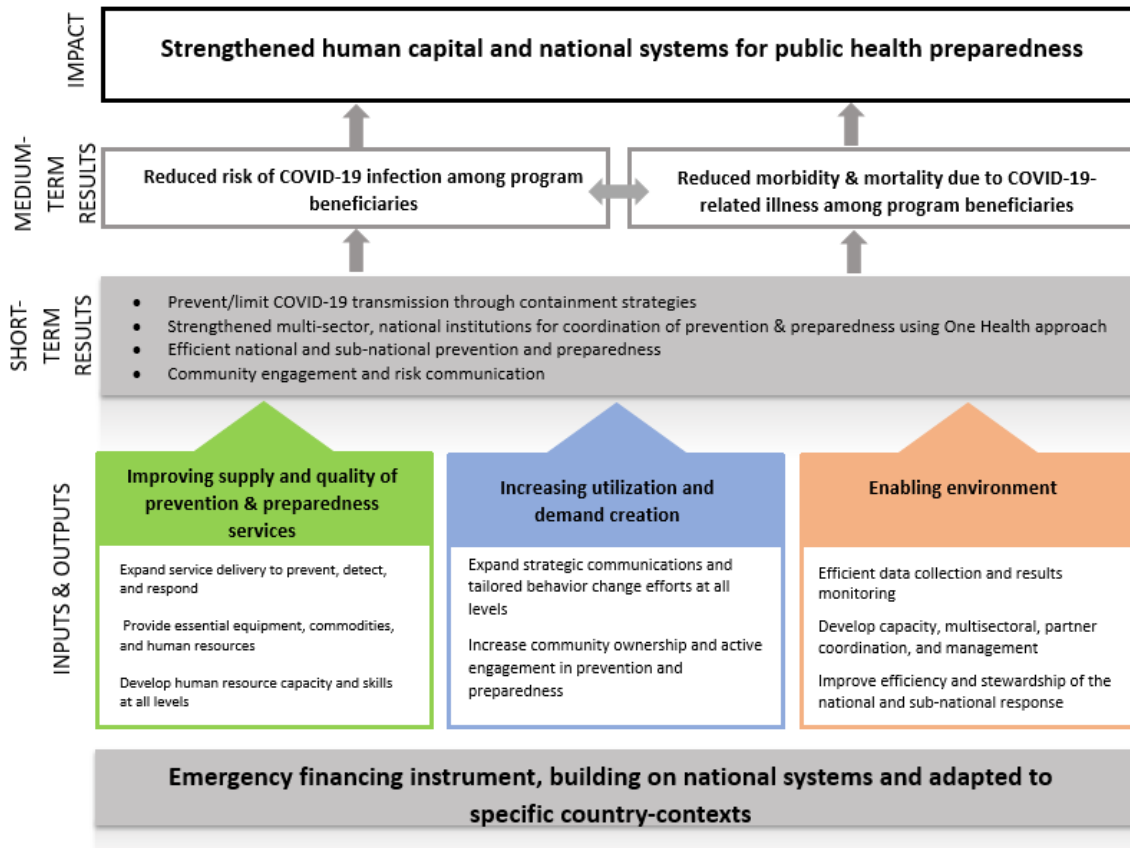 IMPACT
Strengthened human capital and national systems for public health preparedness
MEDIUM-
TERM
RESULTS
Reduced risk of COVID-19 infection among program
beneficiaries
Reduced morbidity & mortality due to COVID-19-
related illness among program beneficiaries
SHORT-
TERM
RESULTS
• Prevent/limit COVID-19 transmission through containment strategies
• Strengthened multi-sector, national institutions for coordination of prevention & preparedness using One Health approach
• Efficient national and sub-national prevention and preparedness
• Community engagement and risk communication
INPUTS & OUTPUTS
Improving supply and quality of
prevention & preparedness
services
Expand service delivery to prevent, detect,
and respond
Provide essential equipment, commodities,
and human resources
Develop human resource capacity and skills
at all levels
Increasing utilization and
demand creation
Expand strategic communications and
tailored behavior change efforts at all
levels
Increase community ownership and active
engagement in prevention and
preparedness
Enabling environment
Efficient data collection and results
monitoring
Develop capacity, multisectoral, partner
coordination, and management
Improve efficiency and stewardship of the
national and sub-national response
Emergency financing instrument, building on national systems and adapted to
specific country-contexts